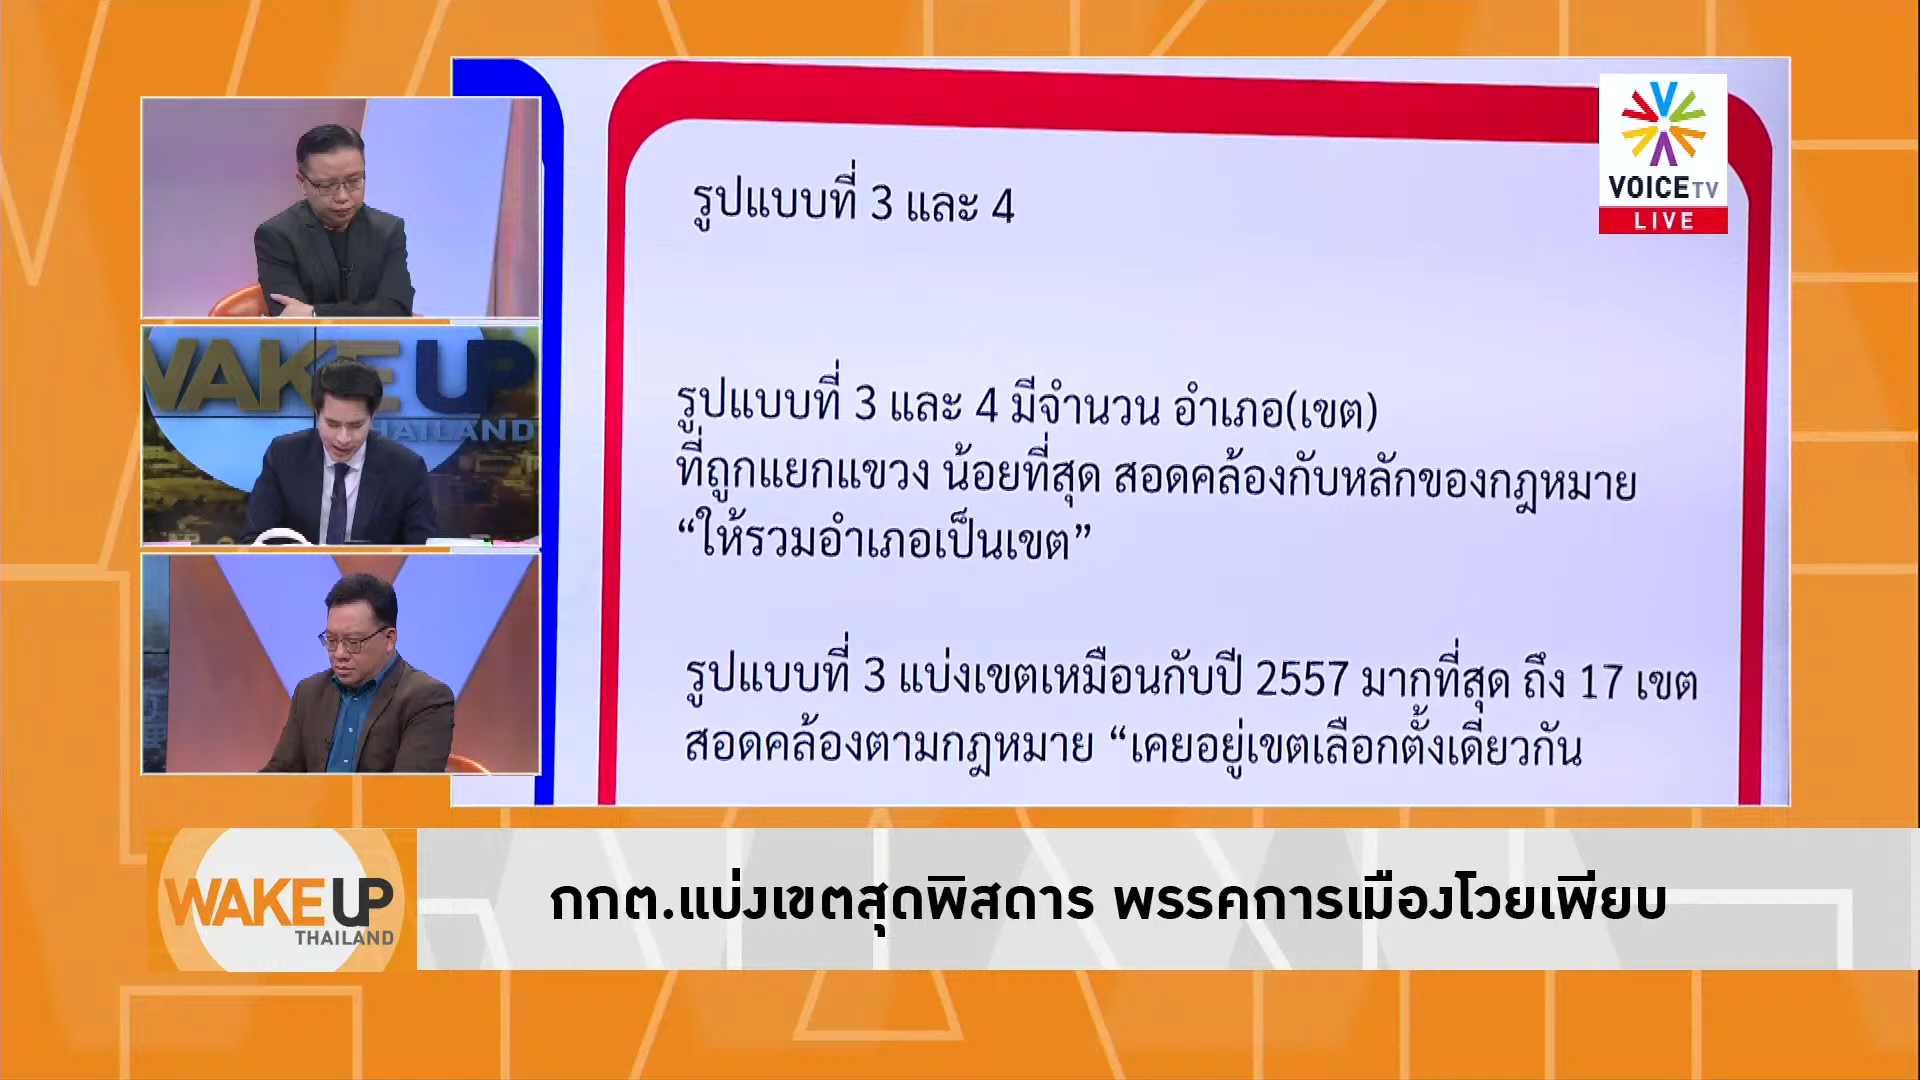 VOICE TV
LIVE
รูปแบบที่ 3 และ 4
รูปแบบที่ 3 และ 4 มีจำนวน อำเภอ(เขต)
ที่ถูกแยกแขวง น้อยที่สุด สอดคล้องกับหลักของกฎหมาย
“ให้รวมอำเภอเป็นเขต”
รูปแบบที่ 3 แบ่งเขตเหมือนกับปี 2557 มากที่สุด ถึง 17 เขต
สอดคล้องตามกฎหมาย “เคยอยู่เขตเลือกตั้งเดียวกัน
WAKE UP
THAILAND
WAKE UP
THAILAND
กกต.แบ่งเขตสุดพิสดาร พรรคการเมืองโวยเพียบ